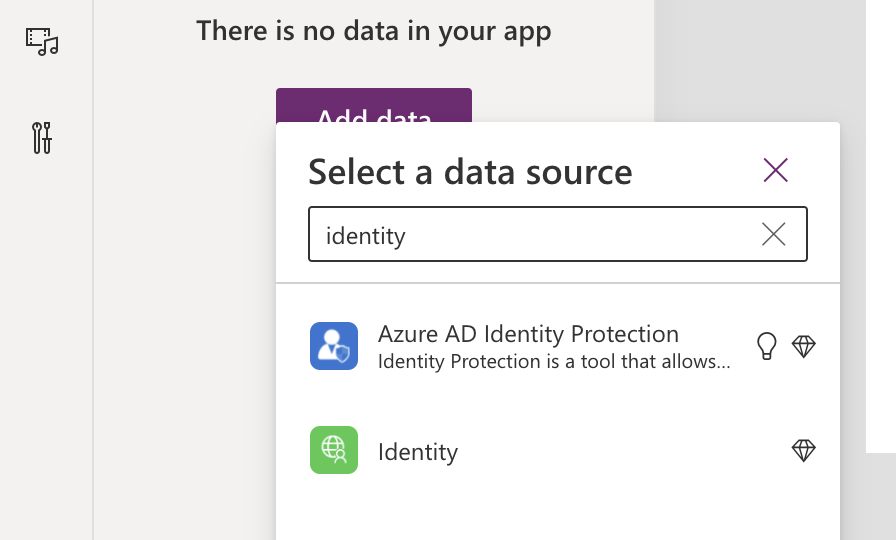 There is no data in your app
Add data
Select a data source
identity
Azure AD Identity Protection
Identity Protection is a tool that allows...
Identity